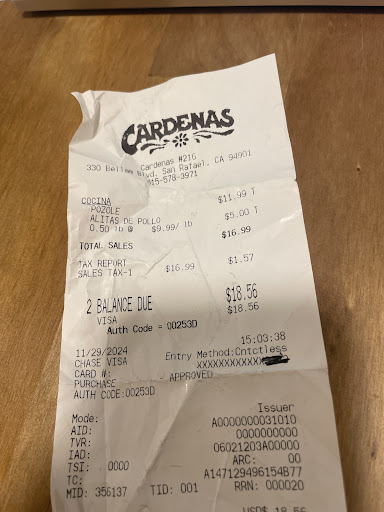 CARDENAS
Cardenas #216
330 Bellam Blvd, San Rafael, CA 94901
415-578-3971
COCINA
POZOLE $11.99 T
ALITAS DE POLLO
0.50 lb @ $9.99/ lb $5.00 T
TOTAL SALES $16.99
TAX REPORT
SALES TAX-1 $16.99 $1.57
2 BALANCE DUE $18.56
VISA $18.56
Auth Code = 00253D
11/29/2024 15:03:38
CHASE VISA Entry Method:Cntctless
CARD #: XXXXXXXXXXXX
PURCHASE APPROVED
AUTH CODE:00253D
Mode: Issuer
AID: A0000000031010
TVR: 0000000000
IAD: 06021203A00000
TSI: 0000 ARC: 00
TC: A147129496154B77
MID: 356137 TID: 001 RRN: 000020
USD$ 18.56